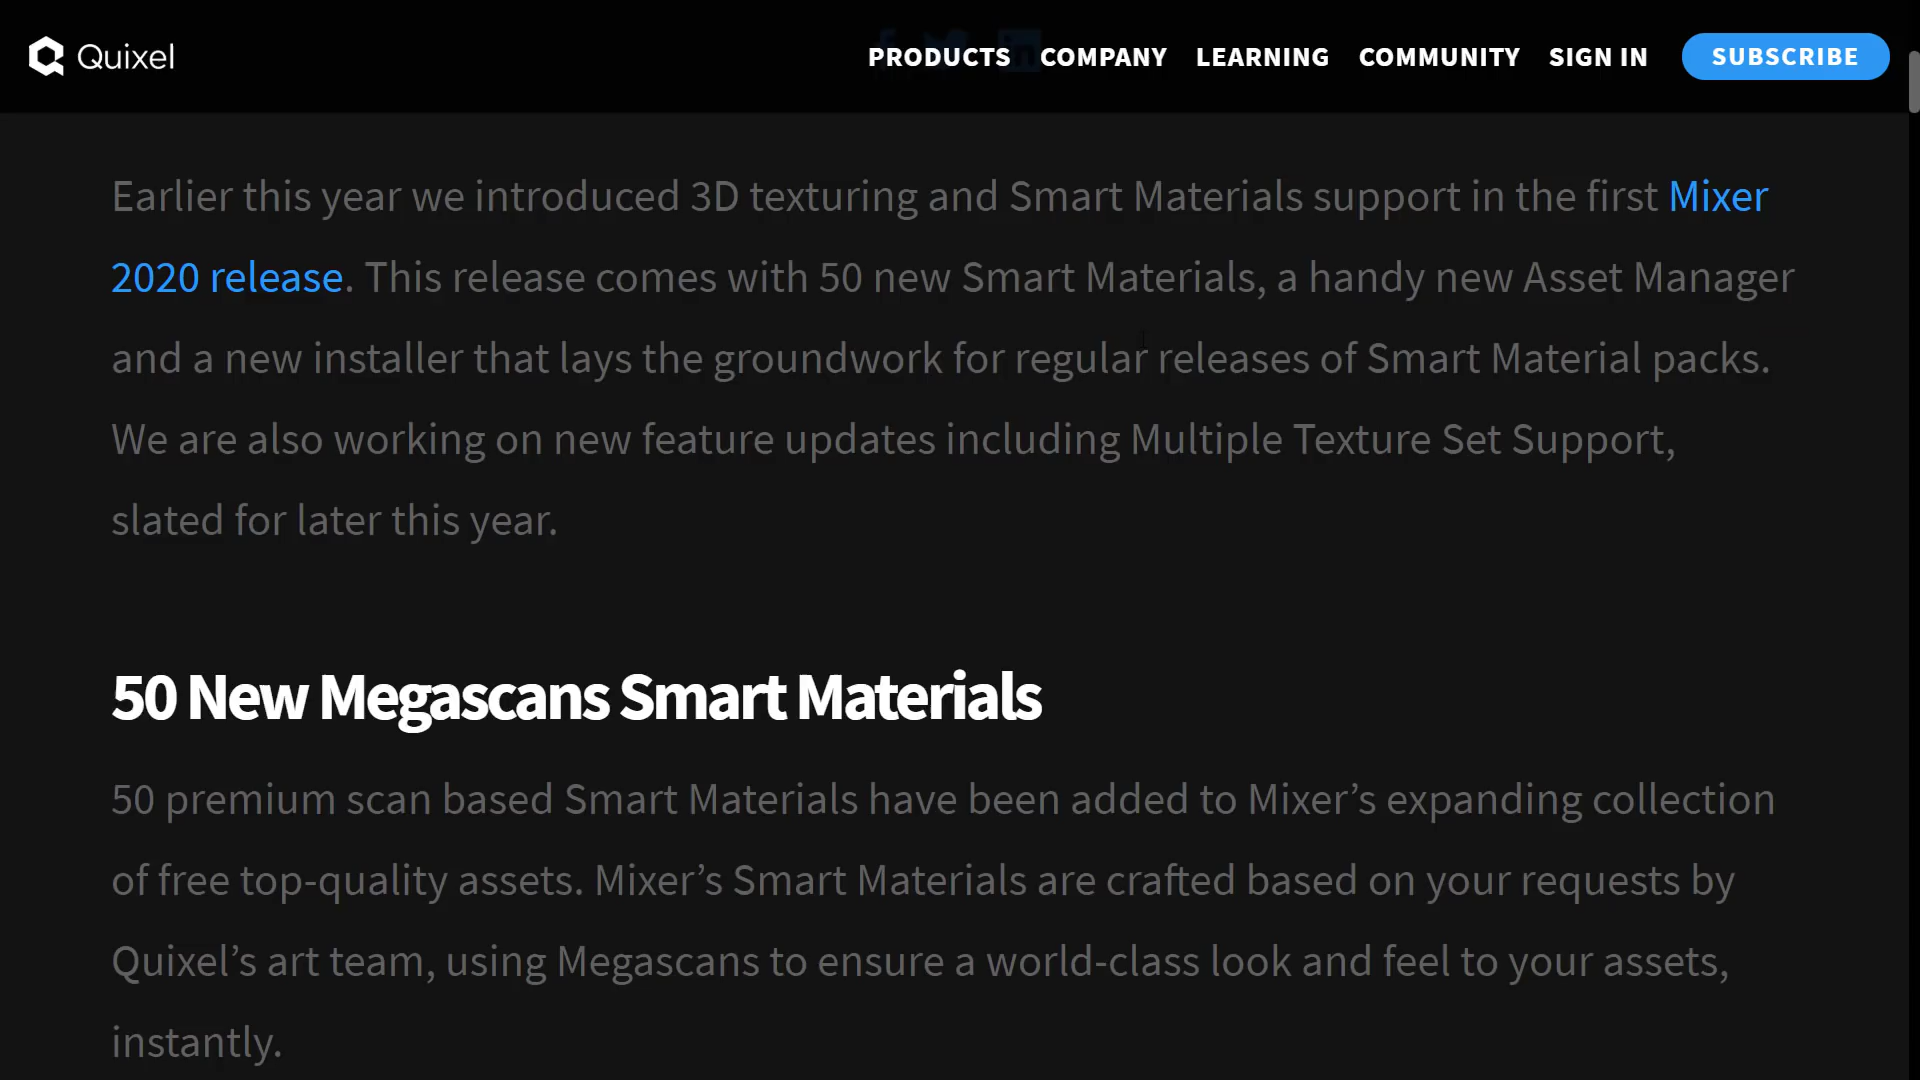 Quixel
PRODUCTS COMPANY LEARNING COMMUNITY SIGN IN SUBSCRIBE
Earlier this year we introduced 3D texturing and Smart Materials support in the first Mixer
2020 release. This release comes with 50 new Smart Materials, a handy new Asset Manager
and a new installer that lays the groundwork for regular releases of Smart Material packs.
We are also working on new feature updates including Multiple Texture Set Support,
slated for later this year.
50 New Megascans Smart Materials
50 premium scan based Smart Materials have been added to Mixer’s expanding collection
of free top-quality assets. Mixer’s Smart Materials are crafted based on your requests by
Quixel’s art team, using Megascans to ensure a world-class look and feel to your assets,
instantly.